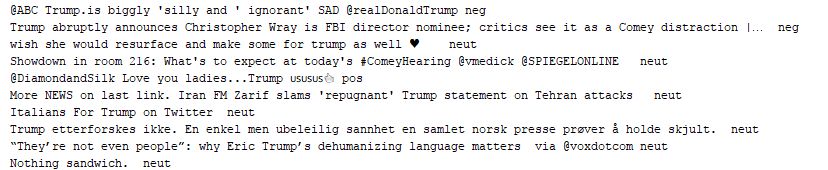 @ABC Trump.is biggly 'silly and ' ignorant' SAD @realDonaldTrump neg
Trump abruptly announces Christopher Wray is FBI director nominee; critics see it as a Comey distraction |… neg
wish she would resurface and make some for trump as well ♥ neut
Showdown in room 216: What's to expect at today's #ComeyHearing @vmedick @SPIEGELONLINE neut
@DiamondandSilk Love you ladies...Trump ususus👍 pos
More NEWS on last link. Iran FM Zarif slams 'repugnant' Trump statement on Tehran attacks neut
Italians For Trump on Twitter neut
Trump etterforskes ikke. En enkel men ubeleilig sannhet en samlet norsk presse prøver å holde skjult. neut
“They’re not even people”: why Eric Trump’s dehumanizing language matters via @voxdotcom neut
Nothing sandwich. neut